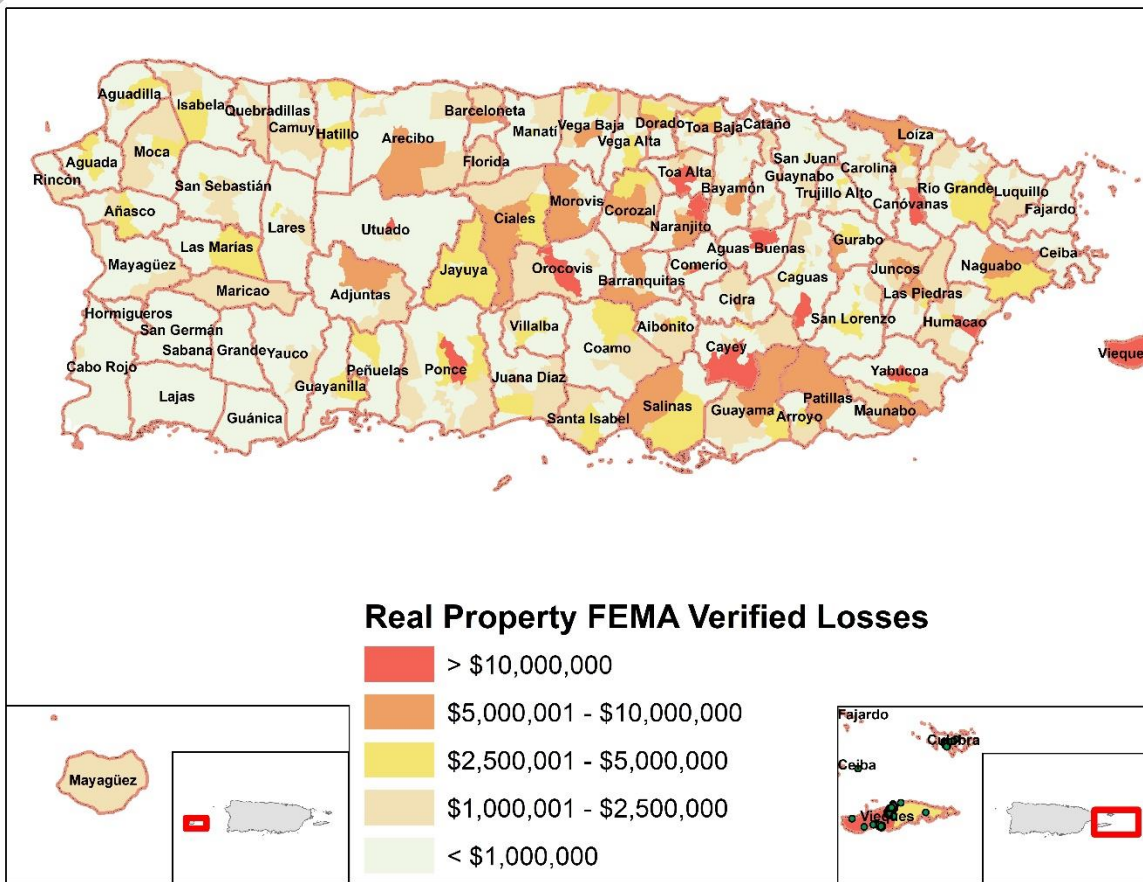 Aguadilla
Isabela
Quebradillas
Camuy
Hatillo
Arecibo
Barceloneta
Manatí
Vega Baja
Vega Alta
Dorado
Toa Baja
Cataño
San Juan
Guaynabo
Carolina
Loíza
Moca
Aguada
Rincón
Añasco
San Sebastián
Lares
Utuado
Florida
Ciales
Morovis
Corozal
Toa Alta
Bayamón
Naranjito
Trujillo Alto
Canóvanas
Rio Grande
Luquillo
Fajardo
Las Marías
Mayagüez
Maricao
Adjuntas
Jayuya
Orocovis
Barranquitas
Comerío
Aguas Buenas
Gurabo
Caguas
Juncos
Las Piedras
Naguabo
Ceiba
Hormigueros
San Germán
Sabana Grande
Cabo Rojo
Lajas
Guánica
Yauco
Guayanilla
Peñuelas
Ponce
Villalba
Juana Díaz
Coamo
Aibonito
Cidra
Cayey
San Lorenzo
Humacao
Yabucoa
Vieque
Santa Isabel
Salinas
Guayama
Arroyo
Patillas
Maunabo
Real Property FEMA Verified Losses
> $10,000,000
$5,000,001 - $10,000,000
$2,500,001 - $5,000,000
$1,000,001 - $2,500,000
< $1,000,000
Mayagüez
Fajardo
Ceiba
Vieques